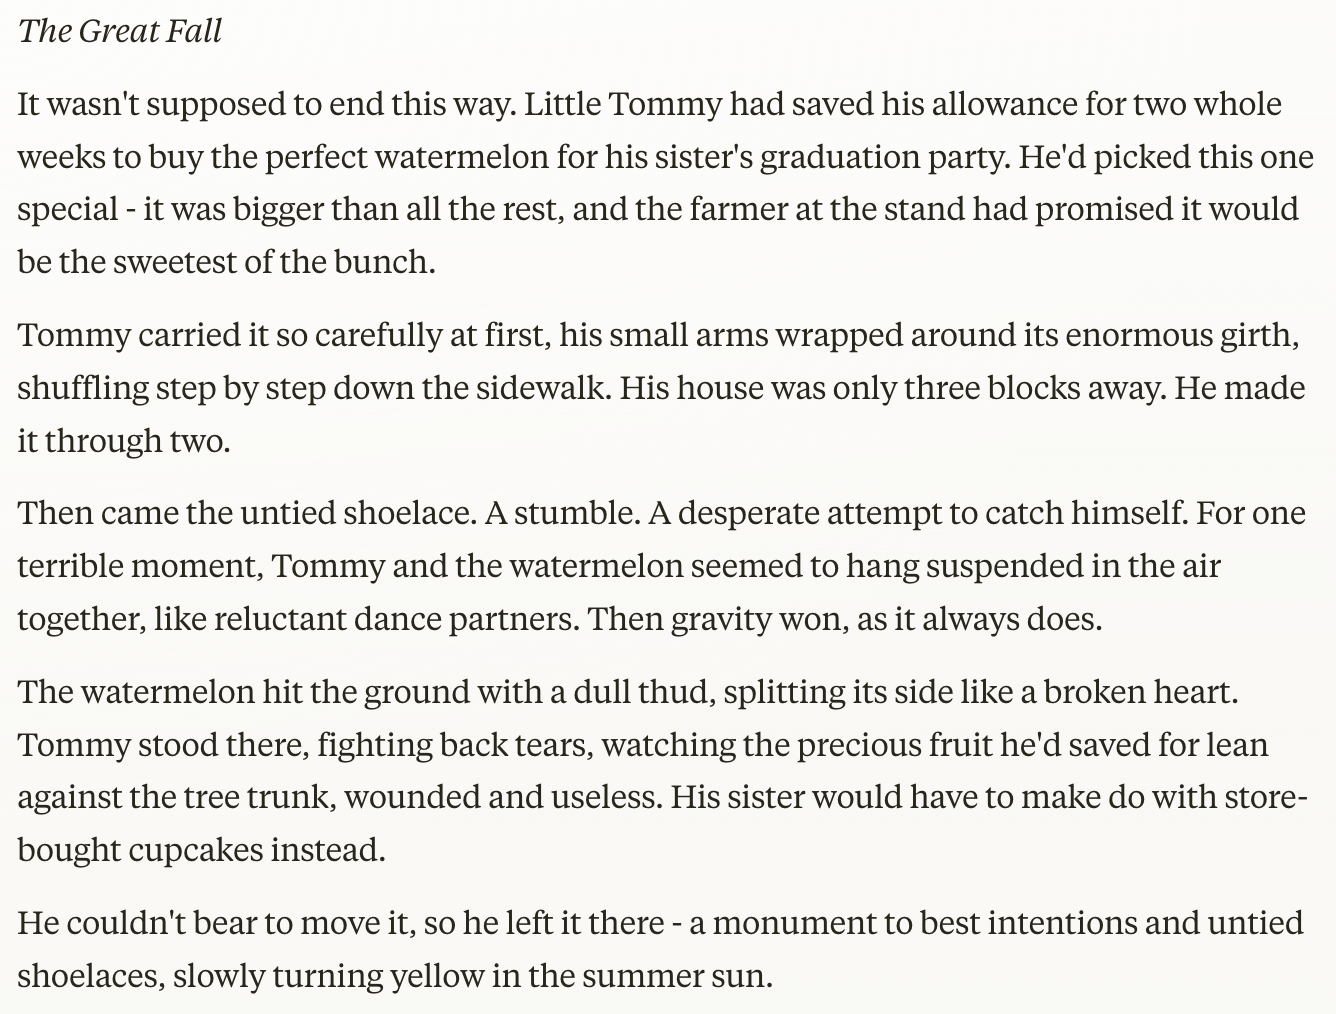 The Great Fall
It wasn't supposed to end this way. Little Tommy had saved his allowance for two whole
weeks to buy the perfect watermelon for his sister's graduation party. He'd picked this one
special - it was bigger than all the rest, and the farmer at the stand had promised it would
be the sweetest of the bunch.
Tommy carried it so carefully at first, his small arms wrapped around its enormous girth,
shuffling step by step down the sidewalk. His house was only three blocks away. He made
it through two.
Then came the untied shoelace. A stumble. A desperate attempt to catch himself. For one
terrible moment, Tommy and the watermelon seemed to hang suspended in the air
together, like reluctant dance partners. Then gravity won, as it always does.
The watermelon hit the ground with a dull thud, splitting its side like a broken heart.
Tommy stood there, fighting back tears, watching the precious fruit he'd saved for lean
against the tree trunk, wounded and useless. His sister would have to make do with store-
bought cupcakes instead.
He couldn't bear to move it, so he left it there - a monument to best intentions and untied
shoelaces, slowly turning yellow in the summer sun.